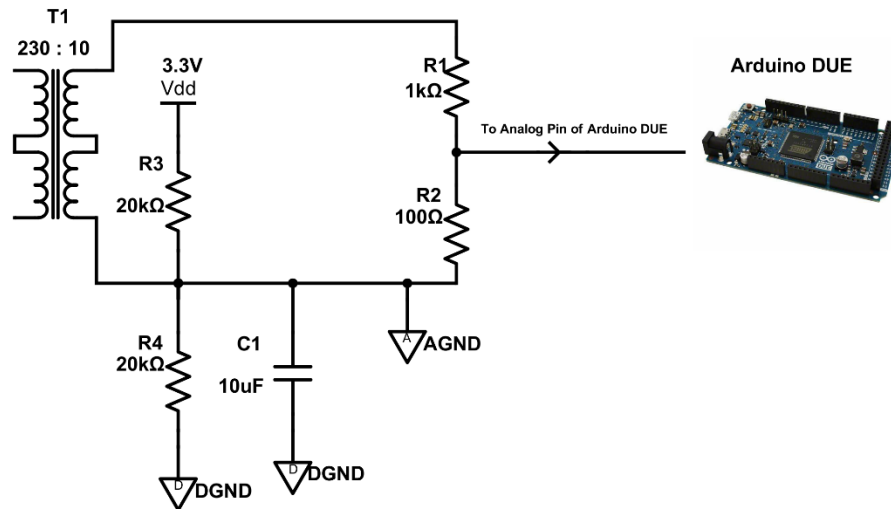 T1
230 : 10
3.3V
Vdd
R1
1kΩ
Arduino DUE
To Analog Pin of Arduino DUE
R3
20kΩ
R2
100Ω
R4
20kΩ
C1
10uF
A
AGND
D
DGND
D
DGND